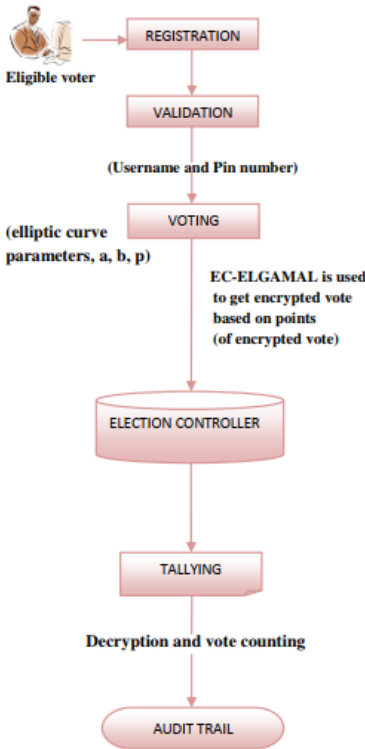 REGISTRATION
Eligible voter
VALIDATION
(Username and Pin number)
VOTING
(elliptic curve
parameters, a, b, p)
EC-ELGAMAL is used
to get encrypted vote
based on points
(of encrypted vote)
ELECTION CONTROLLER
TALLYING
Decryption and vote counting
AUDIT TRAIL